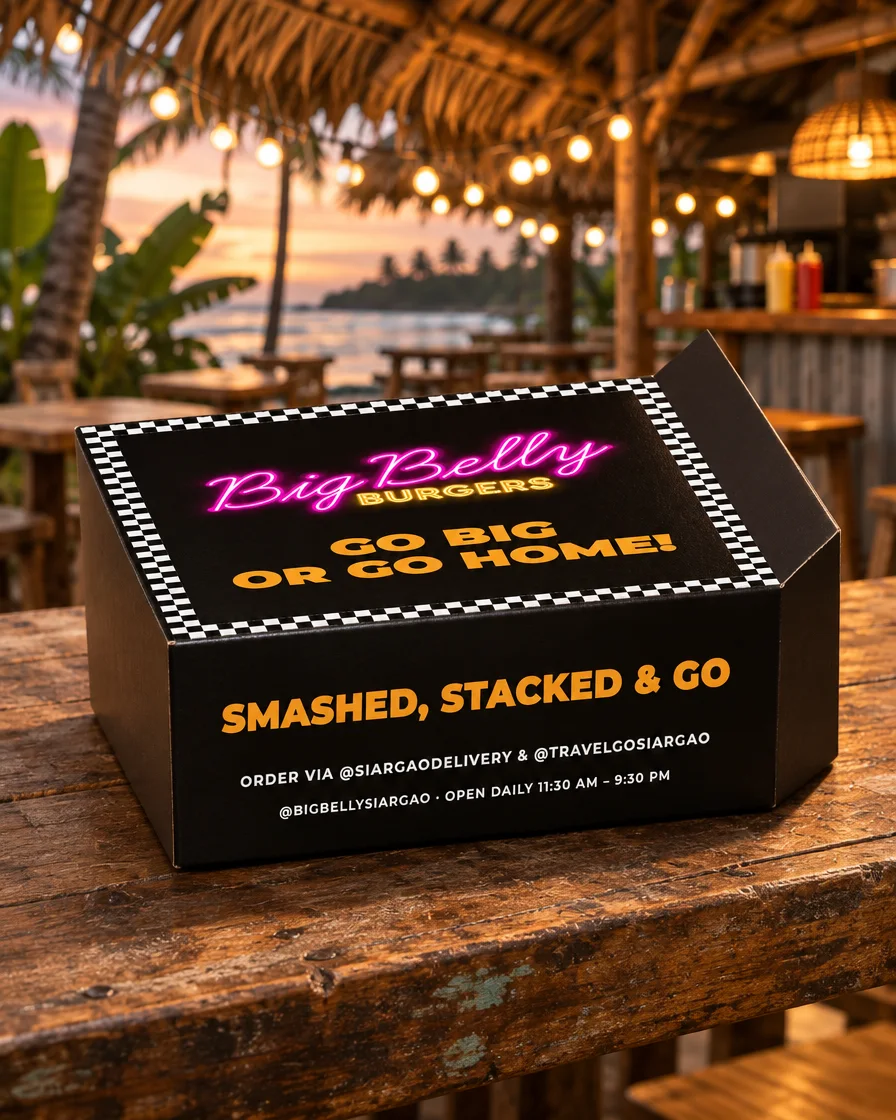 Big Belly
BURGERS
GO BIG
OR GO HOME!
SMASHED, STACKED & GO
ORDER VIA @SIARGAODELIVERY & @TRAVELGOSIARGAO
@BIGBELLYSIARGAO · OPEN DAILY 11:30 AM – 9:30 PM